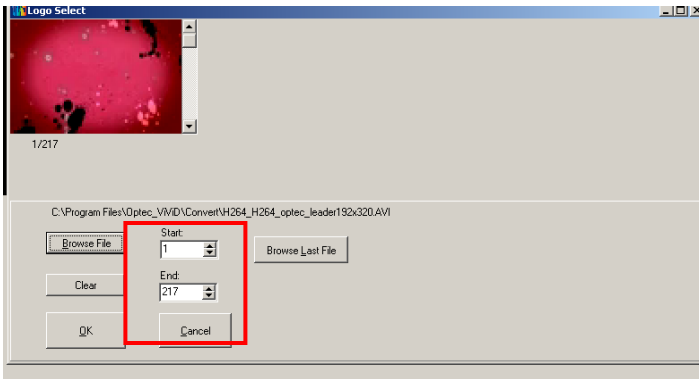 Logo Select
1/217
C:\Program Files\Optec_ViViD\Convert\H264_H264_optec_leader192x320.AVI
Browse File
Start:
1
Browse Last File
Clear
End:
217
OK
Cancel